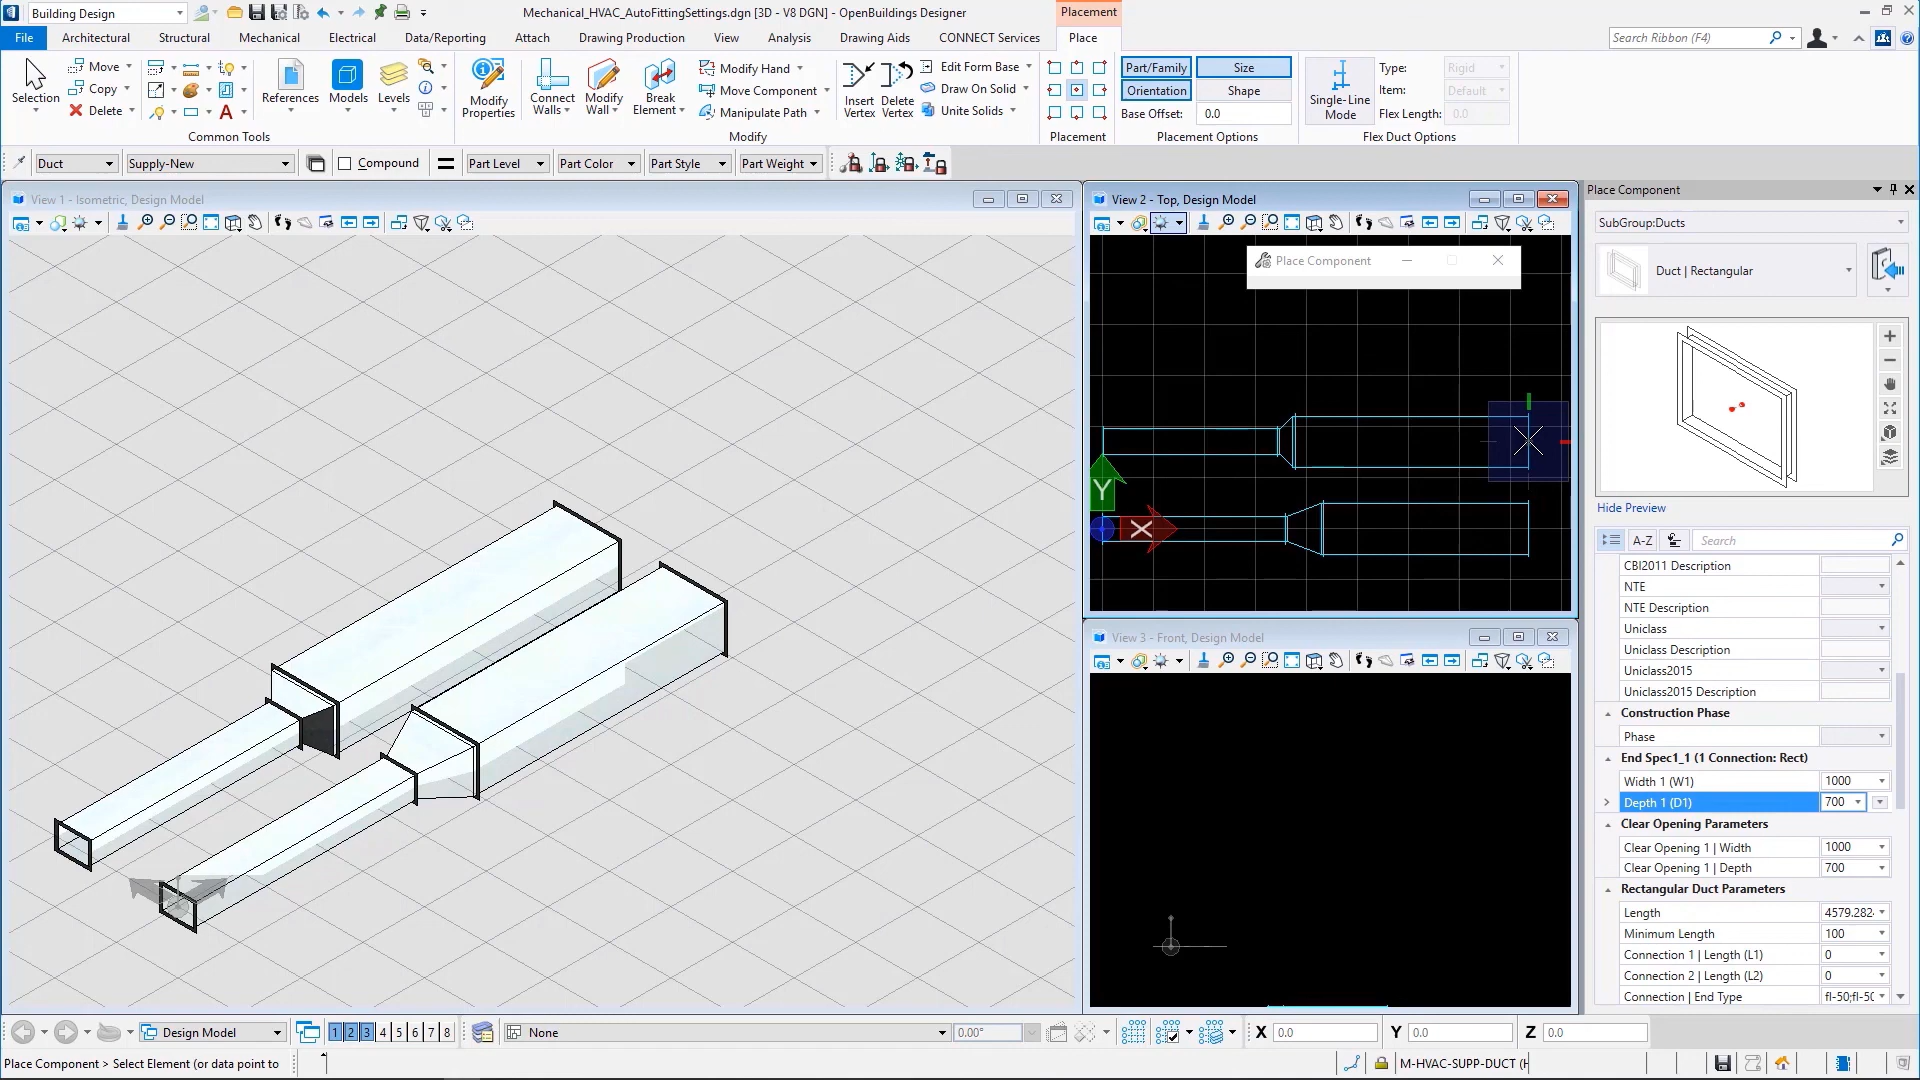 Building Design
Mechanical_HVAC_AutoFittingSettings.dgn [3D - V8 DGN] - OpenBuildings Designer
Placement
File
Architectural
Structural
Mechanical
Electrical
Data/Reporting
Attach
Drawing Production
View
Analysis
Drawing Aids
CONNECT Services
Place
Search Ribbon (F4)
Selection
Move
Copy
Delete
References
Models
Levels
Common Tools
Modify Properties
Connect Walls
Modify Wall
Break Element
Modify Hand
Move Component
Manipulate Path
Insert Vertex
Delete Vertex
Edit Form Base
Draw On Solid
Unite Solids
Modify
Placement
Part/Family
Size
Orientation
Shape
Base Offset: 0.0
Placement Options
Single-Line Mode
Type: Rigid
Item: Default
Flex Length: 0.0
Flex Duct Options
Duct
Supply-New
Compound
Part Level
Part Color
Part Style
Part Weight
View 1 - Isometric, Design Model
View 2 - Top, Design Model
Place Component
Y
X
View 3 - Front, Design Model
Place Component
SubGroup:Ducts
Duct | Rectangular
Hide Preview
A-Z
Search
CBI2011 Description
NTE
NTE Description
Uniclass
Uniclass Description
Uniclass2015
Uniclass2015 Description
Construction Phase
Phase
End Spec1_1 (1 Connection: Rect)
Width 1 (W1) 1000
Depth 1 (D1) 700
Clear Opening Parameters
Clear Opening 1 | Width 1000
Clear Opening 1 | Depth 700
Rectangular Duct Parameters
Length 4579.282
Minimum Length 100
Connection 1 | Length (L1) 0
Connection 2 | Length (L2) 0
Connection | End Type fl-50;fl-50
Design Model
1 2 3 4 5 6 7 8
None
0.00°
X 0.0
Y 0.0
Z 0.0
Place Component > Select Element (or data point to
M-HVAC-SUPP-DUCT (H